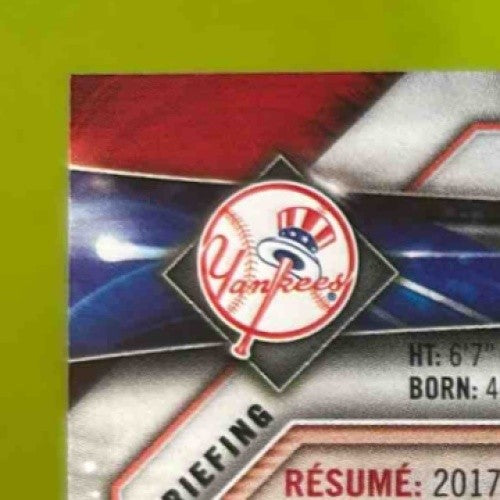 Yankees
HT: 6'7"
BORN: 4
RIEFING
RÉSUMÉ: 2017